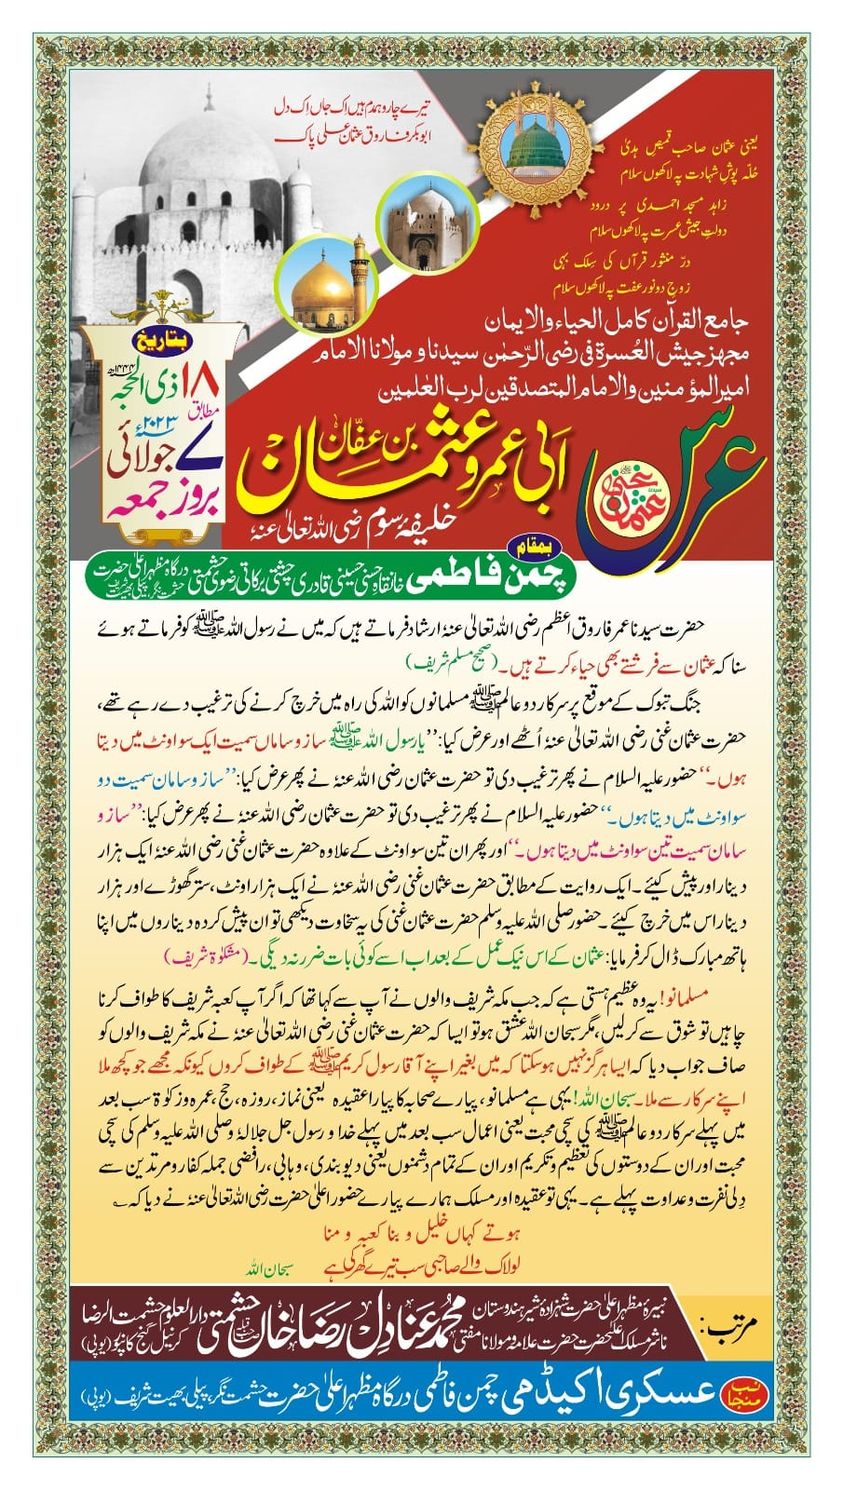 تیرے چاروہمدم ہیں اِک جاں اِک دل
ابوبکر فاروق عثمان علی پاک
یعنی عثمان صاحب قمیصِ ہدیٰ
حُلّہ پوشِ شہادت پہ لاکھوں سلام
زاہد مسجد احمدی پر درود
دولتِ جیش عسرت پہ لاکھوں سلام
درّ منثور قرآں کی سِلک بہی
زوج دو نور عفت پہ لاکھوں سلام
جامع القرآن کامل الحیاء والایمان
مجهز جیش العُسرة فی رضی الرّحمٰن سیدنا و مولانا الامام
امیر المؤمنین والامام المتصدقین لرب العٰلمین
عرس
سیدنا عثمان غنی
ابی عمرو عثمان بن عفّان
خلیفۂ سوم رضی اللہ تعالیٰ عنہٗ
بتاریخ
۱۸ ذی الحجہ ۱۴۴۴ھ
مطابق
۷ جولائی ۲۰۲۳ء
بروز جمعہ
بمقام
چمن فاطمی خانقاہ حسنی حسینی قادری چشتی برکاتی رضوی حشمتی درگاہ مظہر اعلیٰ حضرت حشمت نگر، پیلی بھیت شریف
حضرت سیدنا عمر فاروق اعظم رضی اللہ تعالیٰ عنہٗ ارشاد فرماتے ہیں کہ میں نے رسول اللہ ﷺ کو فرماتے ہوئے
سنا کہ عثمان سے فرشتے بھی حیاء کرتے ہیں۔ (صحیح مسلم شریف)
جنگ تبوک کے موقع پر سرکار دو عالم ﷺ مسلمانوں کو اللہ کی راہ میں خرچ کرنے کی ترغیب دے رہے تھے،
حضرت عثمان غنی رضی اللہ تعالیٰ عنہٗ اُٹھے اور عرض کیا: ’’یا رسول اللہ ﷺ ساز و ساماں سمیت ایک سو اونٹ میں دیتا
ہوں۔‘‘ حضور علیہ السلام نے پھر ترغیب دی تو حضرت عثمان رضی اللہ عنہٗ نے پھر عرض کیا: ’’ساز و سامان سمیت دو
سو اونٹ میں دیتا ہوں۔‘‘ حضور علیہ السلام نے پھر ترغیب دی تو حضرت عثمان رضی اللہ عنہٗ نے پھر عرض کیا: ’’ساز و
سامان سمیت تین سو اونٹ میں دیتا ہوں۔‘‘ اور پھر ان تین سو اونٹ کے علاوہ حضرت عثمان غنی رضی اللہ عنہٗ ایک ہزار
دینار اور پیش کیئے۔ ایک روایت کے مطابق حضرت عثمان غنی رضی اللہ عنہٗ نے ایک ہزار اونٹ، ستر گھوڑے اور ہزار
دینار اس میں خرچ کیئے۔ حضور صلی اللہ علیہ وسلم حضرت عثمان غنی کی یہ سخاوت دیکھی تو ان پیش کردہ دیناروں میں اپنا
ہاتھ مبارک ڈال کر فرمایا: عثمان کے اس نیک عمل کے بعد اب اسے کوئی بات ضرر نہ دیگی۔ (مشکوٰۃ شریف)
مسلمانو! یہ وہ عظیم ہستی ہے کہ جب مکہ شریف والوں نے آپ سے کہا تھا کہ اگر آپ کعبہ شریف کا طواف کرنا
چاہیں تو شوق سے کرلیں، مگر سبحان اللہ عشق ہو تو ایسا کہ حضرت عثمان غنی رضی اللہ تعالیٰ عنہٗ نے مکہ شریف والوں کو
صاف جواب دیا کہ ایسا ہرگز نہیں ہوسکتا کہ میں بغیر اپنے آقا رسول کریم ﷺ کے طواف کروں کیونکہ مجھے جو کچھ ملا
اپنے سرکار سے ملا۔ سبحان اللہ! یہی ہے مسلمانو، پیارے صحابہ کا پیارا عقیدہ یعنی نماز، روزہ، حج، عمرہ و زکوٰۃ سب بعد
میں پہلے سرکار دو عالم ﷺ کی سچی محبت یعنی اعمال سب بعد میں پہلے خدا و رسول جل جلالہٗ و صلی اللہ علیہ وسلم کی سچی
محبت اور ان کے دوستوں کی تعظیم و تکریم اور ان کے تمام دشمنوں یعنی دیوبندی، وہابی، رافضی جملہ کفار و مرتدین سے
دِلی نفرت و عداوت پہلے ہے۔ یہی تو عقیدہ اور مسلک ہمارے پیارے حضور اعلیٰ حضرت رضی اللہ تعالیٰ عنہٗ نے دیا کہ ؎
ہوتے کہاں خلیل و بنا کعبہ و منا
لولاک والے صاحبی سب تیرے گھر کی ہے سبحان اللہ
مرتب:
نبیرۂ مظہر اعلیٰ حضرت شہزادۂ شیر ہندوستان
ناشر مسلک اعلیٰ حضرت حضرت علامہ و مولانا مفتی
محمد عنادل رضا خان حشمتی
دارالعلوم حشمت الرضا
کرنیل گنج کانپور (یوپی)
منجانب
عسکری اکیڈمی چمن فاطمی درگاہ مظہر اعلیٰ حضرت حشمت نگر، پیلی بھیت شریف (یوپی)